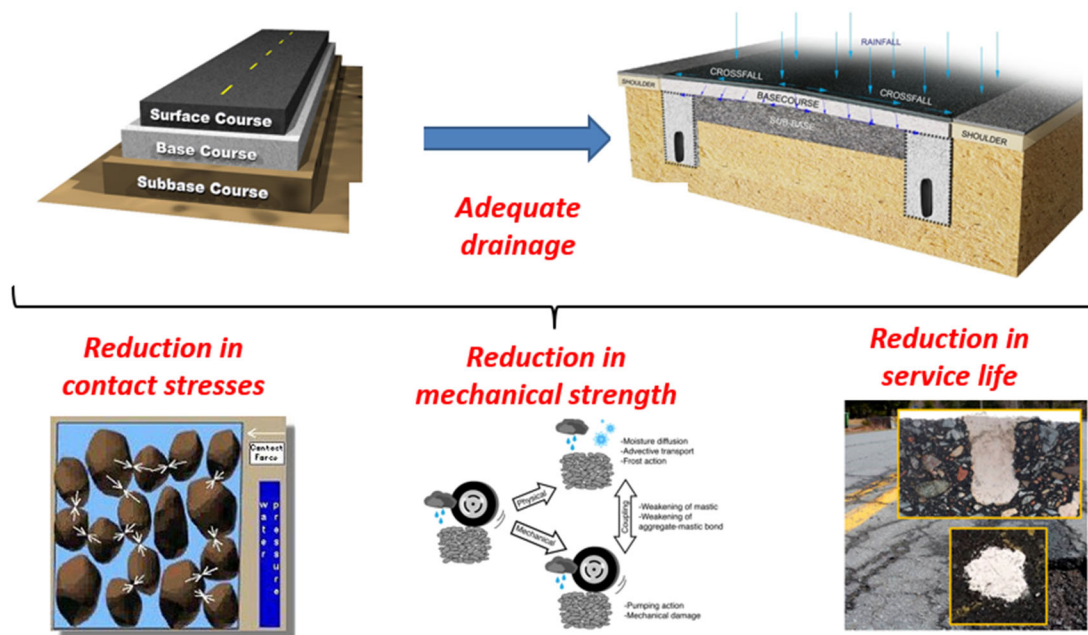 Surface Course
Base Course
Subbase Course
Adequate
drainage
RAINFALL
CROSSFALL
CROSSFALL
SHOULDER
BASECOURSE
SUB-BASE
SHOULDER
Reduction in
contact stresses
Contact
Force
water
pressure
Reduction in
mechanical strength
-Moisture diffusion
-Advective transport
-Frost action
Physical
Mechanical
Coupling
-Weakening of mastic
-Weakening of
aggregate-mastic bond
-Pumping action
-Mechanical damage
Reduction in
service life